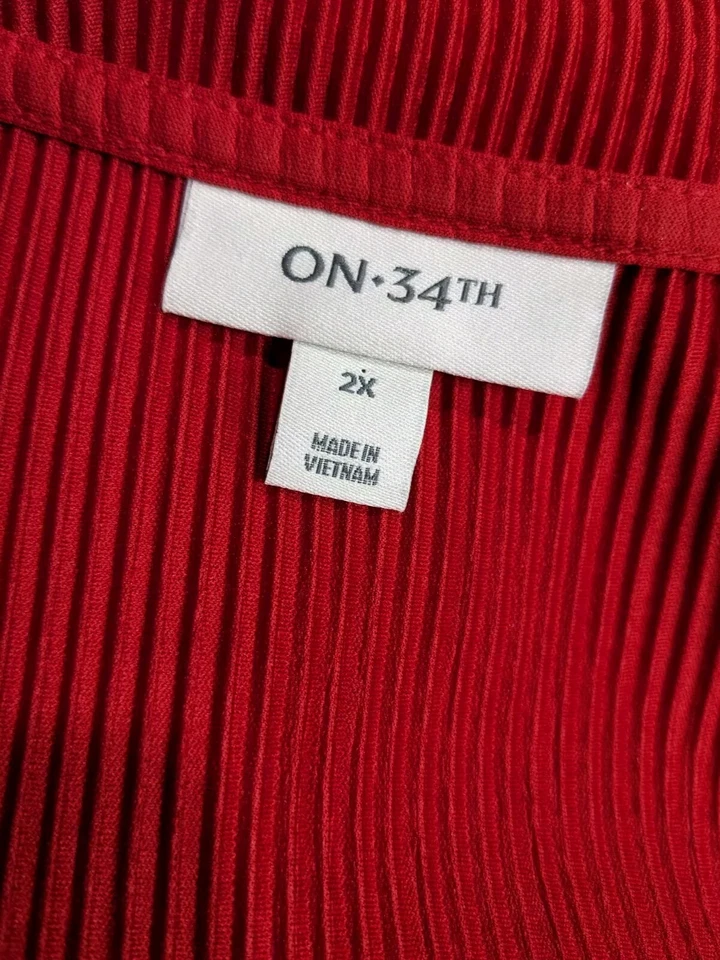 ON·34TH
2X
MADE IN
VIETNAM